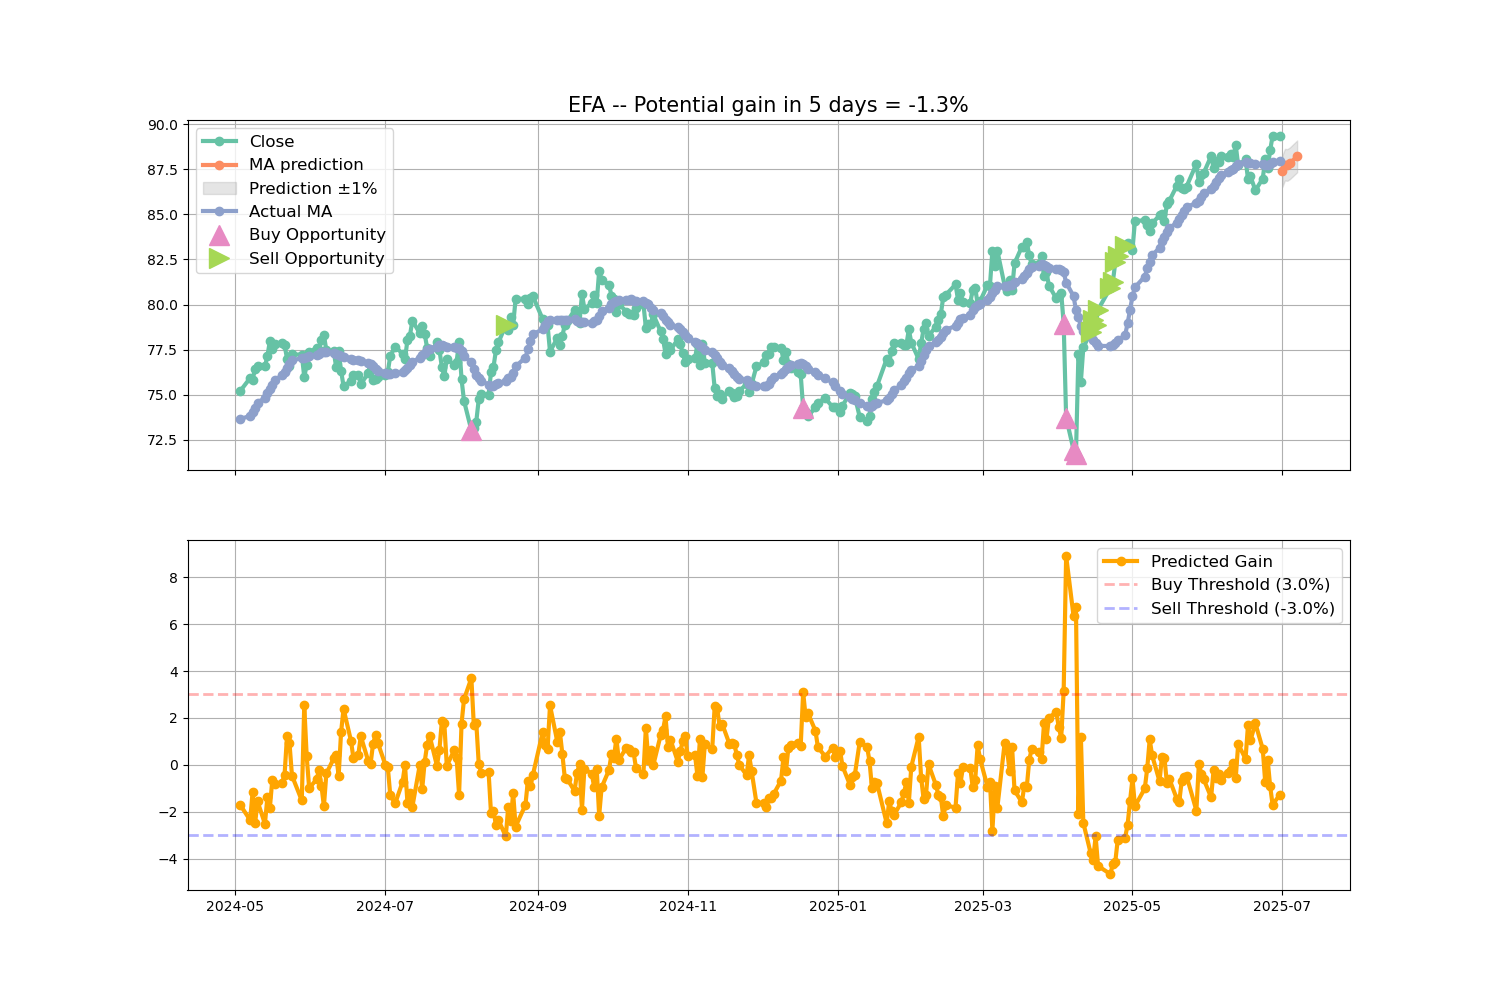 EFA -- Potential gain in 5 days = -1.3%
90.0
87.5
85.0
82.5
80.0
77.5
75.0
72.5
Close
MA prediction
Prediction ±1%
Actual MA
Buy Opportunity
Sell Opportunity
8
6
4
2
0
−2
−4
Predicted Gain
Buy Threshold (3.0%)
Sell Threshold (-3.0%)
2024-05 2024-07 2024-09 2024-11 2025-01 2025-03 2025-05 2025-07